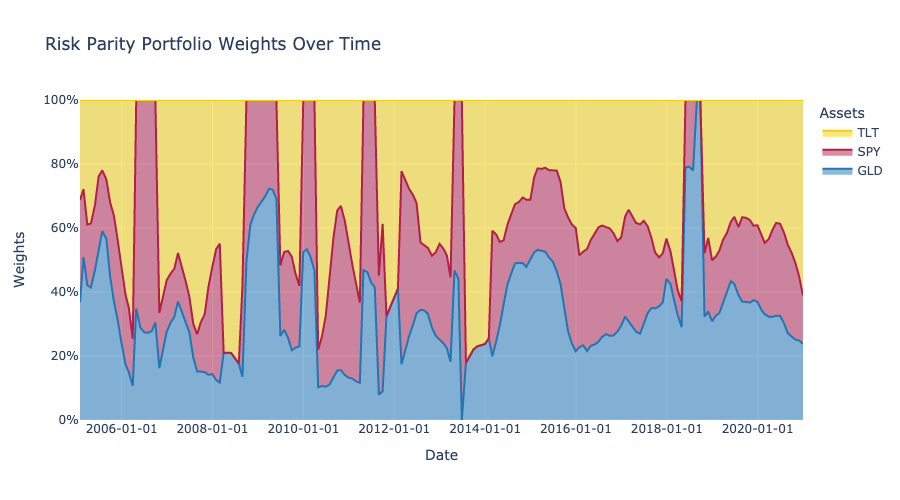 Risk Parity Portfolio Weights Over Time
Assets
TLT
SPY
GLD
100%
80%
60%
40%
20%
0%
Weights
2006-01-01
2008-01-01
2010-01-01
2012-01-01
2014-01-01
2016-01-01
2018-01-01
2020-01-01
Date